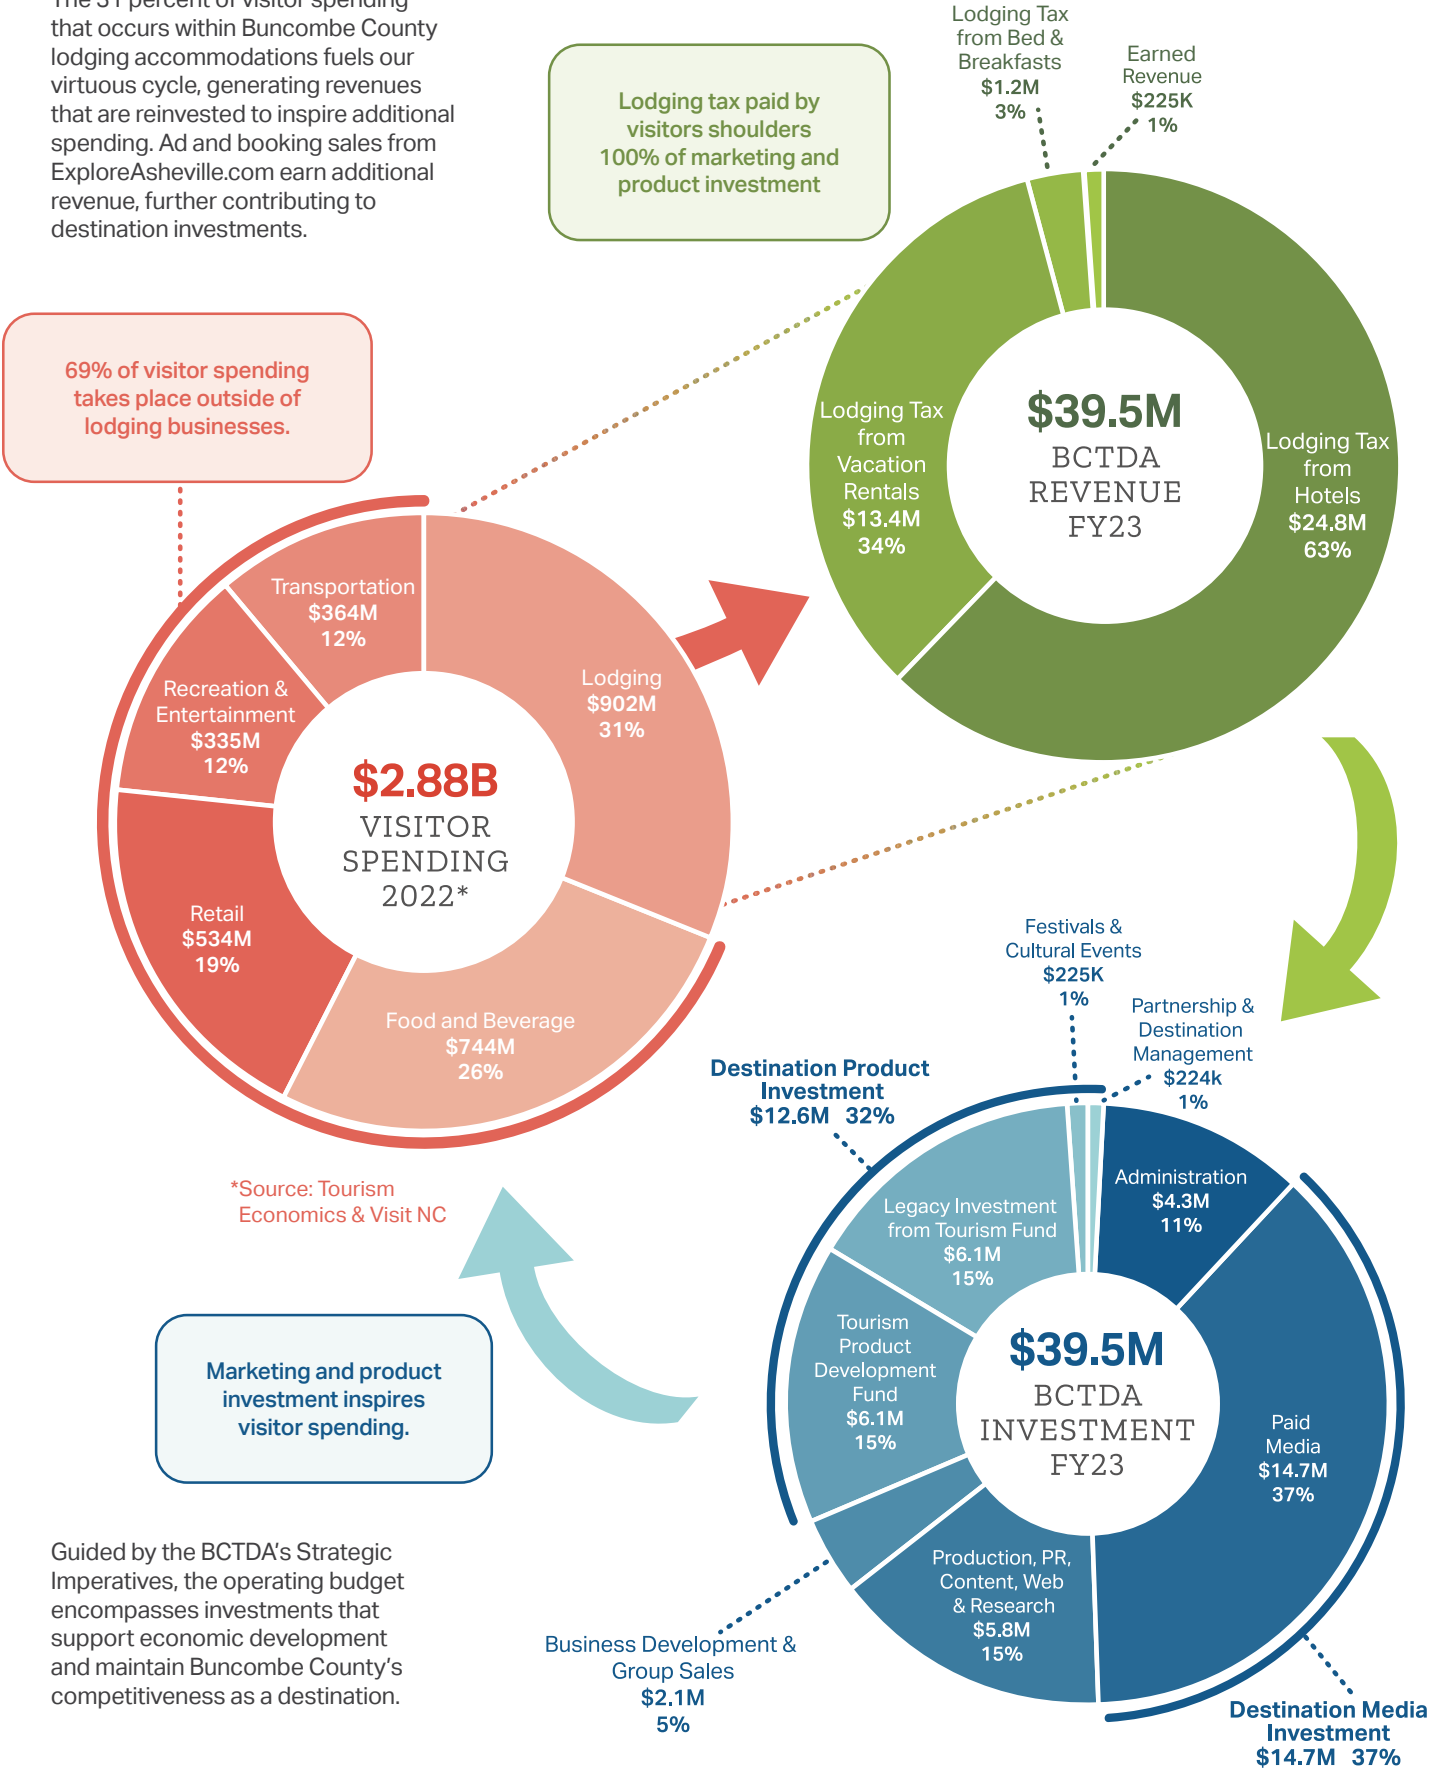 The 31 percent of visitor spending
that occurs within Buncombe County
lodging accommodations fuels our
virtuous cycle, generating revenues
that are reinvested to inspire additional
spending. Ad and booking sales from
ExploreAsheville.com earn additional
revenue, further contributing to
destination investments.
Lodging tax paid by
visitors shoulders
100% of marketing and
product investment
Lodging Tax
from Bed &
Breakfasts
$1.2M
3%
Earned
Revenue
$225K
1%
69% of visitor spending
takes place outside of
lodging businesses.
Lodging Tax
from
Vacation
Rentals
$13.4M
34%
$39.5M
BCTDA
REVENUE
FY23
Lodging Tax
from
Hotels
$24.8M
63%
Transportation
$364M
12%
Lodging
$902M
31%
Recreation &
Entertainment
$335M
12%
$2.88B
VISITOR
SPENDING
2022*
Retail
$534M
19%
Food and Beverage
$744M
26%
*Source: Tourism
Economics & Visit NC
Festivals &
Cultural Events
$225K
1%
Partnership &
Destination
Management
$224k
1%
Destination Product
Investment
$12.6M 32%
Administration
$4.3M
11%
Legacy Investment
from Tourism Fund
$6.1M
15%
Tourism
Product
Development
Fund
$6.1M
15%
$39.5M
BCTDA
INVESTMENT
FY23
Paid
Media
$14.7M
37%
Production, PR,
Content, Web
& Research
$5.8M
15%
Business Development &
Group Sales
$2.1M
5%
Destination Media
Investment
$14.7M 37%
Marketing and product
investment inspires
visitor spending.
Guided by the BCTDA's Strategic
Imperatives, the operating budget
encompasses investments that
support economic development
and maintain Buncombe County's
competitiveness as a destination.